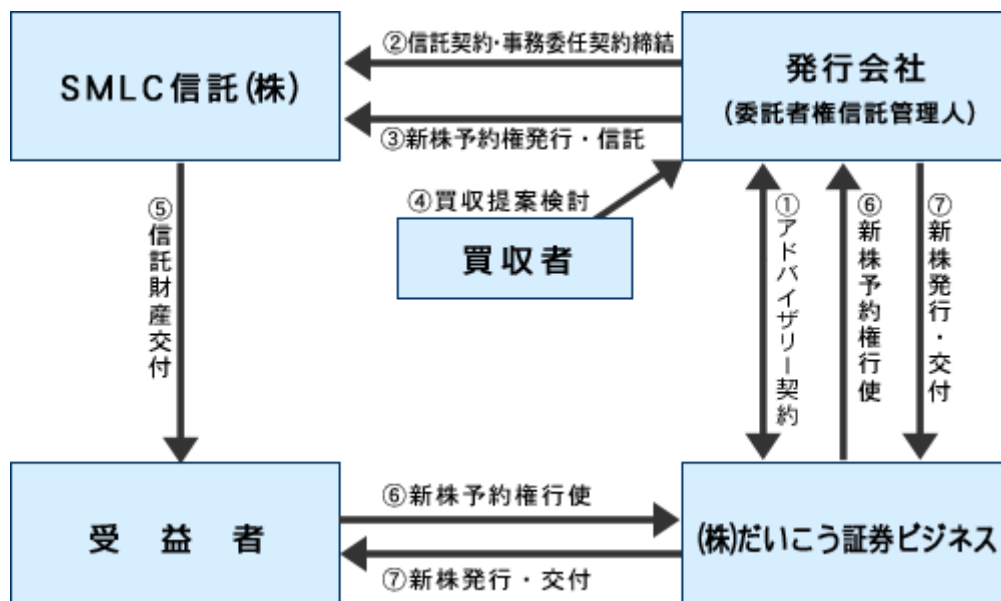 ②信託契約・事務委任契約締結
SMLC信託(株)
発行会社
(委託者権信託管理人)
③新株予約権発行・信託
④買収提案検討
買収者
⑤信託財産交付
①アドバイザリー契約
⑥新株予約権行使
⑦新株発行・交付
⑥新株予約権行使
受益者
(株)だいこう証券ビジネス
⑦新株発行・交付